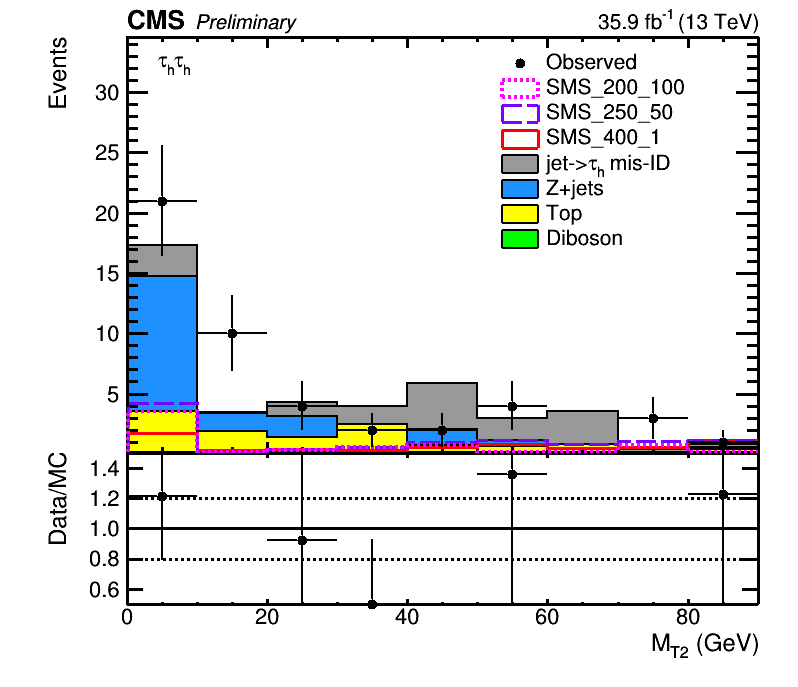 CMS Preliminary 35.9 fb⁻¹ (13 TeV)
τₕτₕ
Events
30
25
20
15
10
5
Observed
SMS_200_100
SMS_250_50
SMS_400_1
jet->τₕ mis-ID
Z+jets
Top
Diboson
Data/MC
1.4
1.2
1.0
0.8
0.6
0 20 40 60 80
M_T2 (GeV)